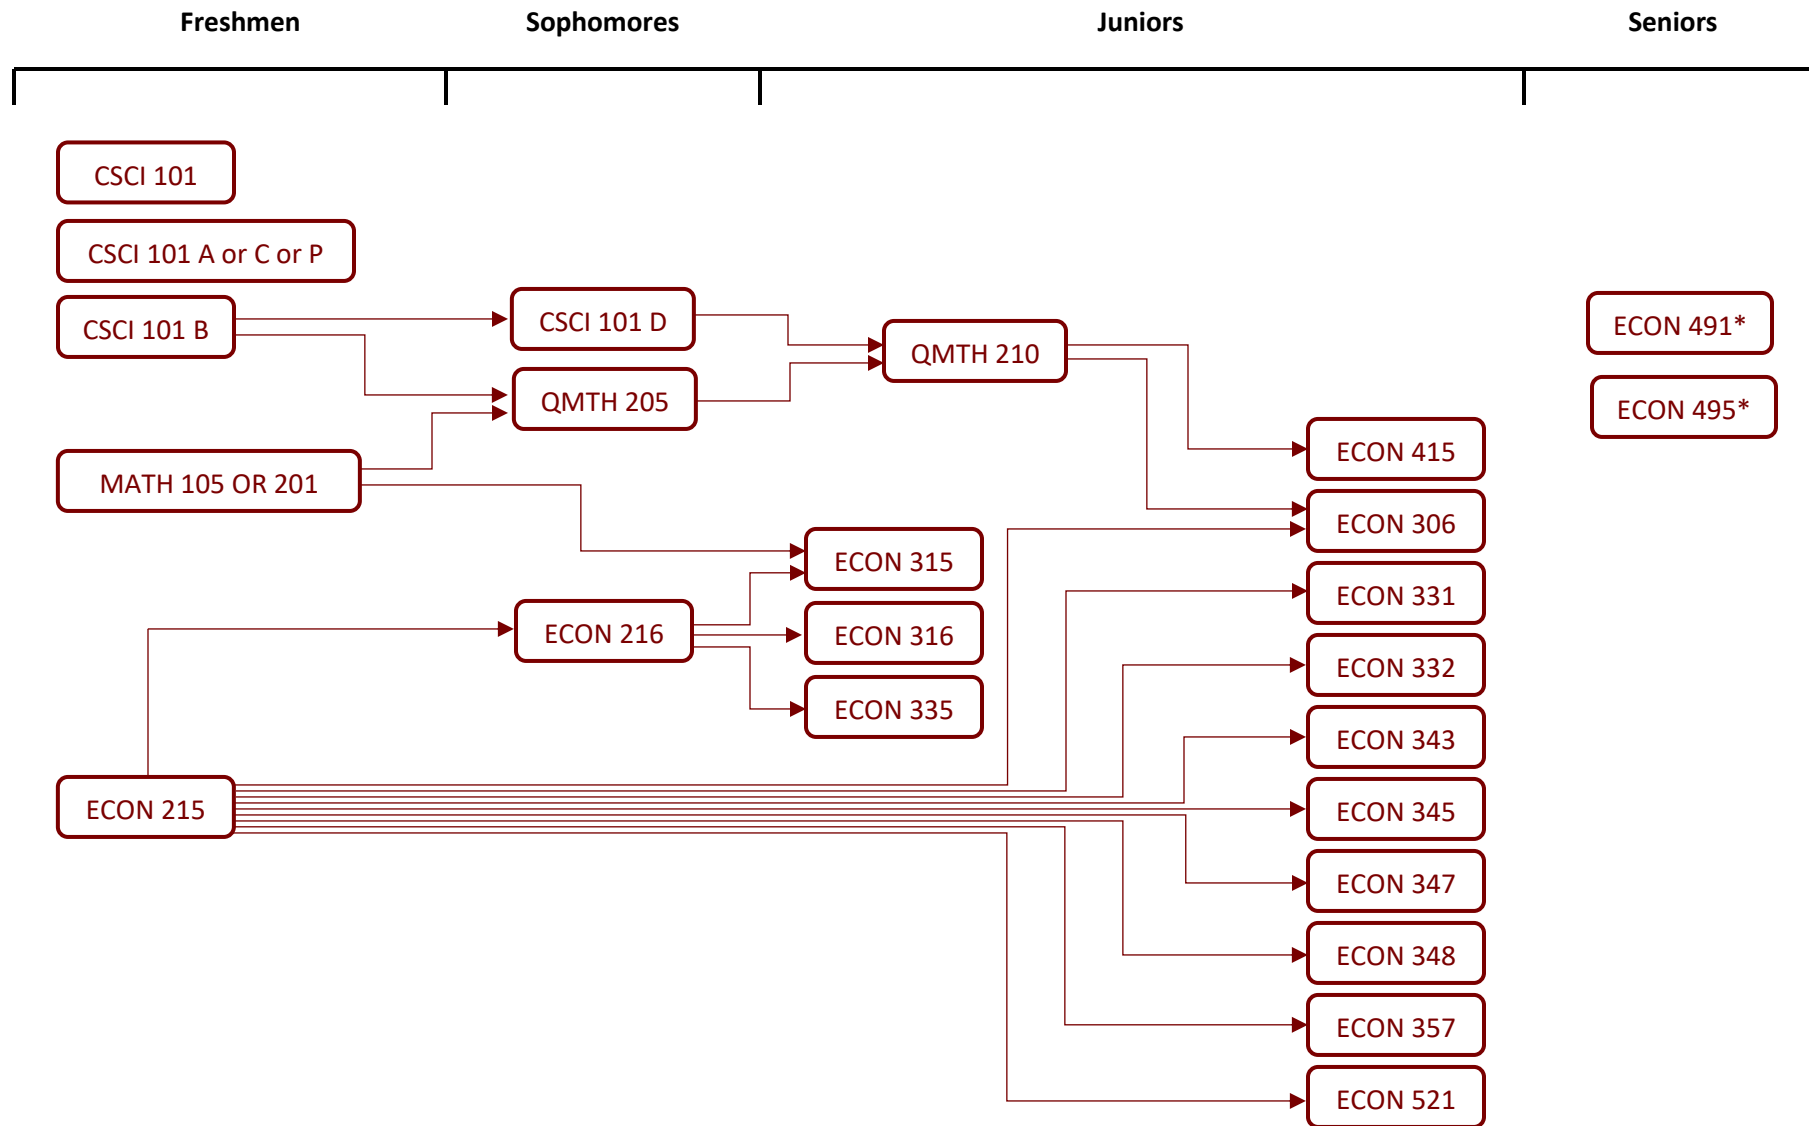 Freshmen
Sophomores
Juniors
Seniors
CSCI 101
CSCI 101 A or C or P
CSCI 101 B
MATH 105 OR 201
ECON 215
CSCI 101 D
QMTH 205
ECON 216
QMTH 210
ECON 315
ECON 316
ECON 335
ECON 415
ECON 306
ECON 331
ECON 332
ECON 343
ECON 345
ECON 347
ECON 348
ECON 357
ECON 521
ECON 491*
ECON 495*